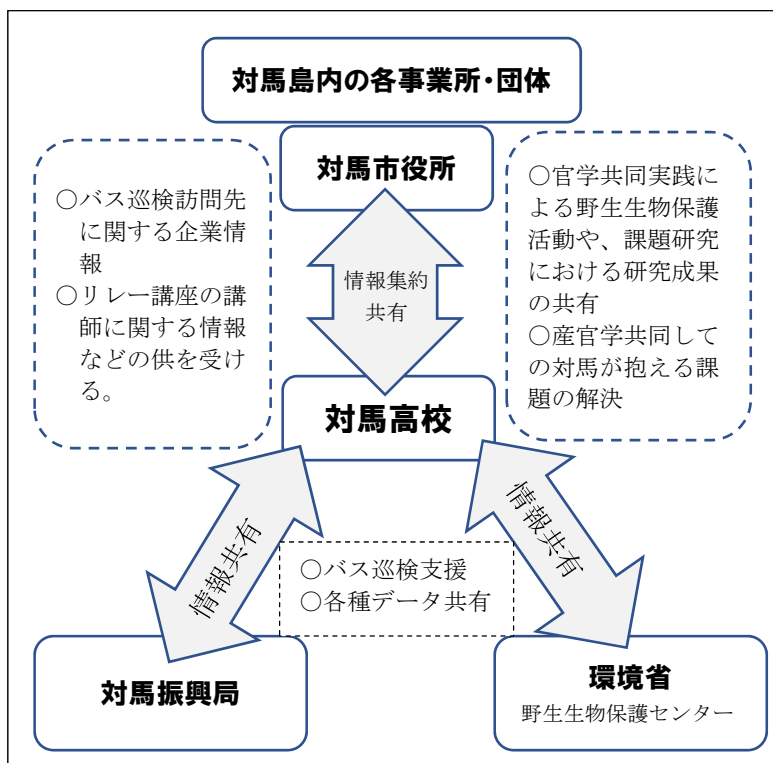 対馬島内の各事業所・団体
対馬市役所
○バス巡検訪問先
に関する企業情
報
○リレー講座の講
師に関する情報
などの供を受け
る。
情報集約
共有
○官学共同実践に
よる野生生物保護
活動や、課題研究
における研究成果
の共有
○産官学共同して
の対馬が抱える課
題の解決
対馬高校
情報共有
情報共有
○バス巡検支援
○各種データ共有
対馬振興局
環境省
野生生物保護センター